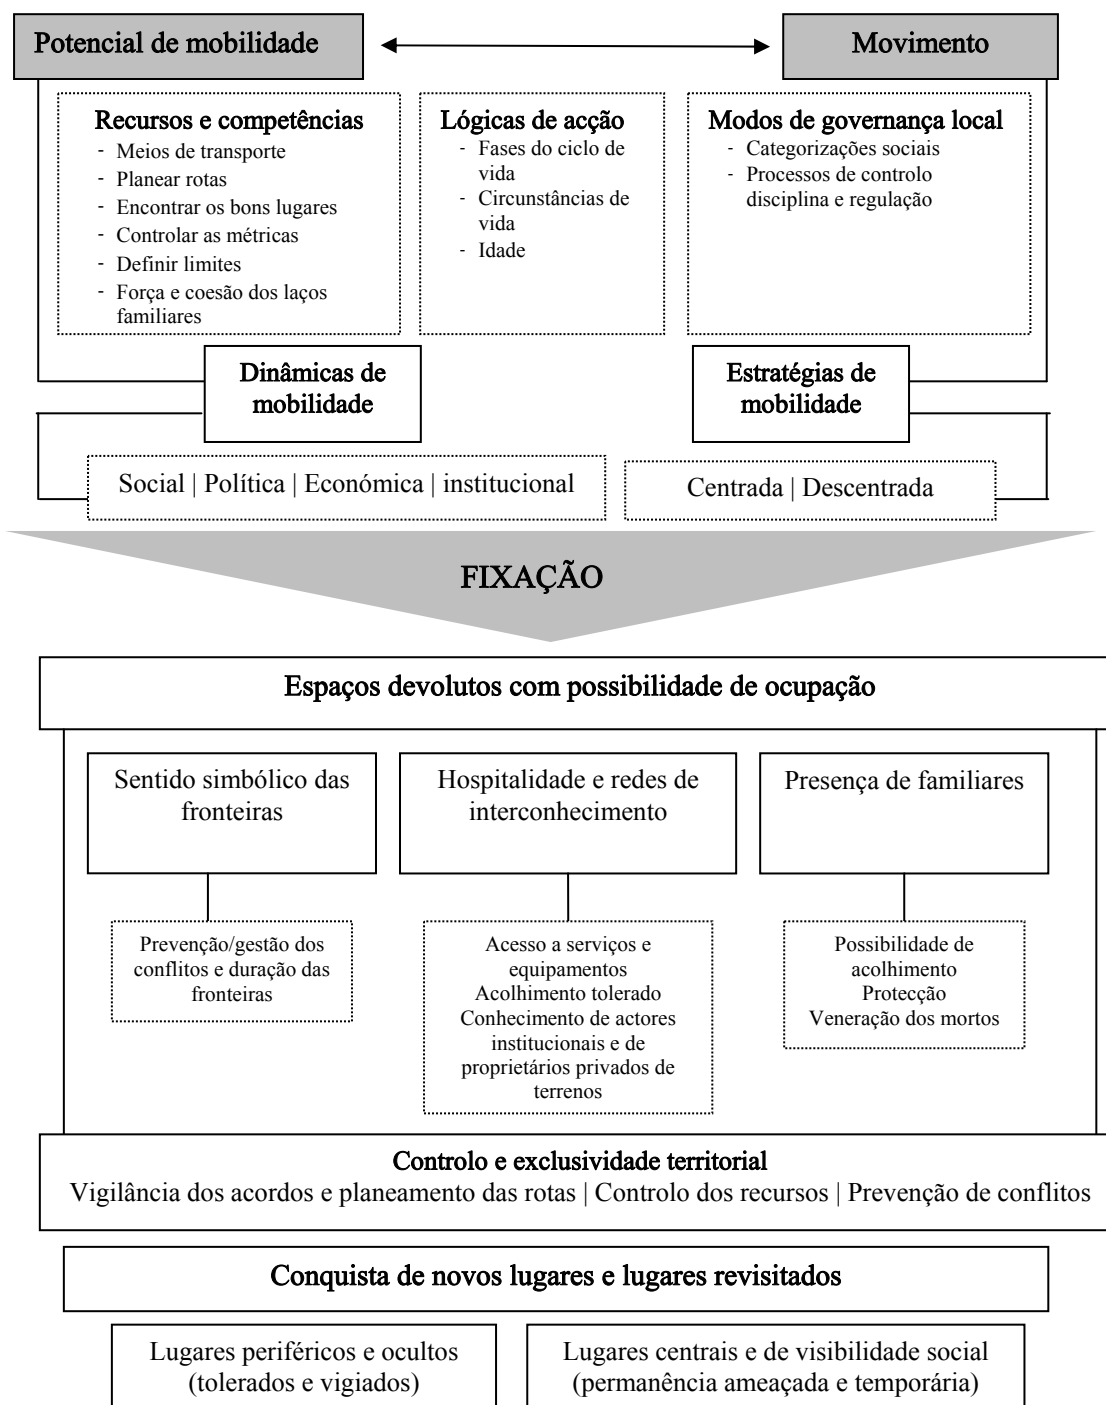 Potencial de mobilidade
Movimento
Recursos e competências
- Meios de transporte
- Planear rotas
- Encontrar os bons lugares
- Controlar as métricas
- Definir limites
- Força e coesão dos laços
familiares
Lógicas de acção
- Fases do ciclo de
vida
- Circunstâncias de
vida
- Idade
Modos de governança local
- Categorizações sociais
- Processos de controlo
disciplina e regulação
Dinâmicas de
mobilidade
Estratégias de
mobilidade
Social | Política | Económica | institucional
Centrada | Descentrada
FIXAÇÃO
Espaços devolutos com possibilidade de ocupação
Sentido simbólico das
fronteiras
Hospitalidade e redes de
interconhecimento
Presença de familiares
Prevenção/gestão dos
conflitos e duração das
fronteiras
Acesso a serviços e
equipamentos
Acolhimento tolerado
Conhecimento de actores
institucionais e de
proprietários privados de
terrenos
Possibilidade de
acolhimento
Protecção
Veneração dos mortos
Controlo e exclusividade territorial
Vigilância dos acordos e planeamento das rotas | Controlo dos recursos | Prevenção de conflitos
Conquista de novos lugares e lugares revisitados
Lugares periféricos e ocultos
(tolerados e vigiados)
Lugares centrais e de visibilidade social
(permanência ameaçada e temporária)